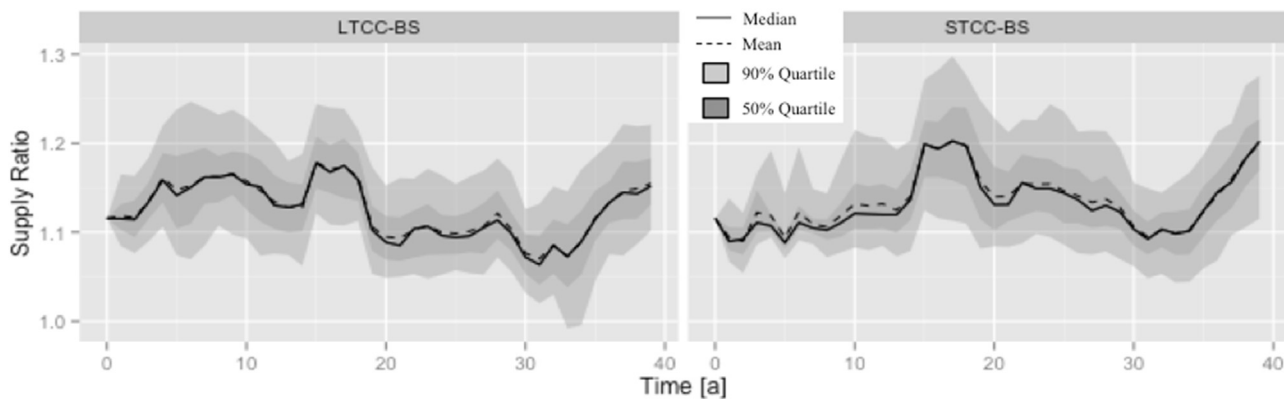 LTCC-BS
STCC-BS
Median
Mean
90% Quartile
50% Quartile
Supply Ratio
1.3
1.2
1.1
1.0
0 10 20 30 40
0 10 20 30 40
Time [a]